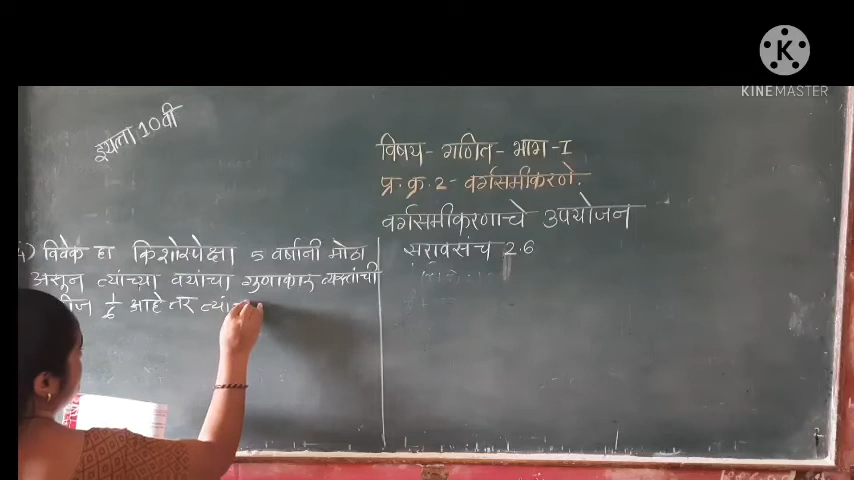 KINEMASTER
इयत्ता 10वी
विषय - गणित - भाग - I
प्र. क्र. 2 - वर्गसमीकरणे.
वर्गसमीकरणाचे उपयोजन
सरावसंच 2.6
) विवेक हा किशोरपेक्षा 5 वर्षांनी मोठा
असून त्यांच्या वयांचा गुणाकार व्यस्तांची
1/6 आहे तर त्यां